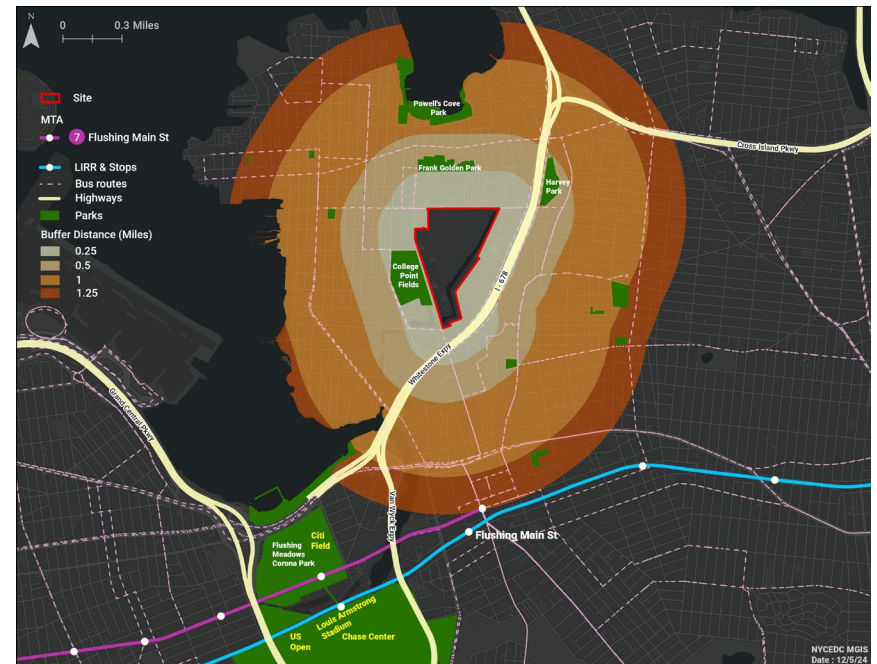 N
0 0.3 Miles
Site
MTA
7 Flushing Main St
LIRR & Stops
Bus routes
Highways
Parks
Buffer Distance (Miles)
0.25
0.5
1
1.25
Powell's Cove
Park
Frank Golden Park
Harvey
Park
Cross Island Pkwy
College
Point
Fields
I - 678
Whitestone Expy
Grand Central Pkwy
Van Wyck Expy
Flushing Main St
Citi
Field
Flushing
Meadows
Corona Park
Louis Armstrong
Stadium
US
Open
Chase Center
NYCEDC MGIS
Date : 12/5/24